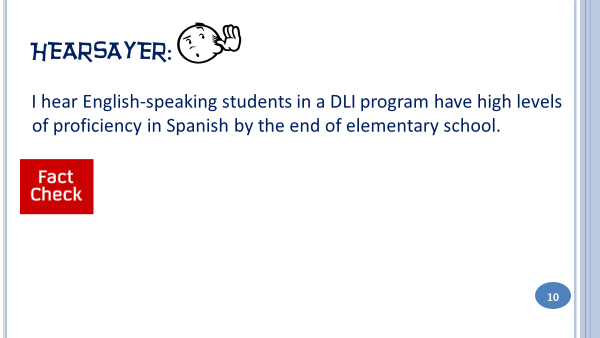 HEARSAYER:
I hear English-speaking students in a DLI program have high levels
of proficiency in Spanish by the end of elementary school.
Fact
Check
10